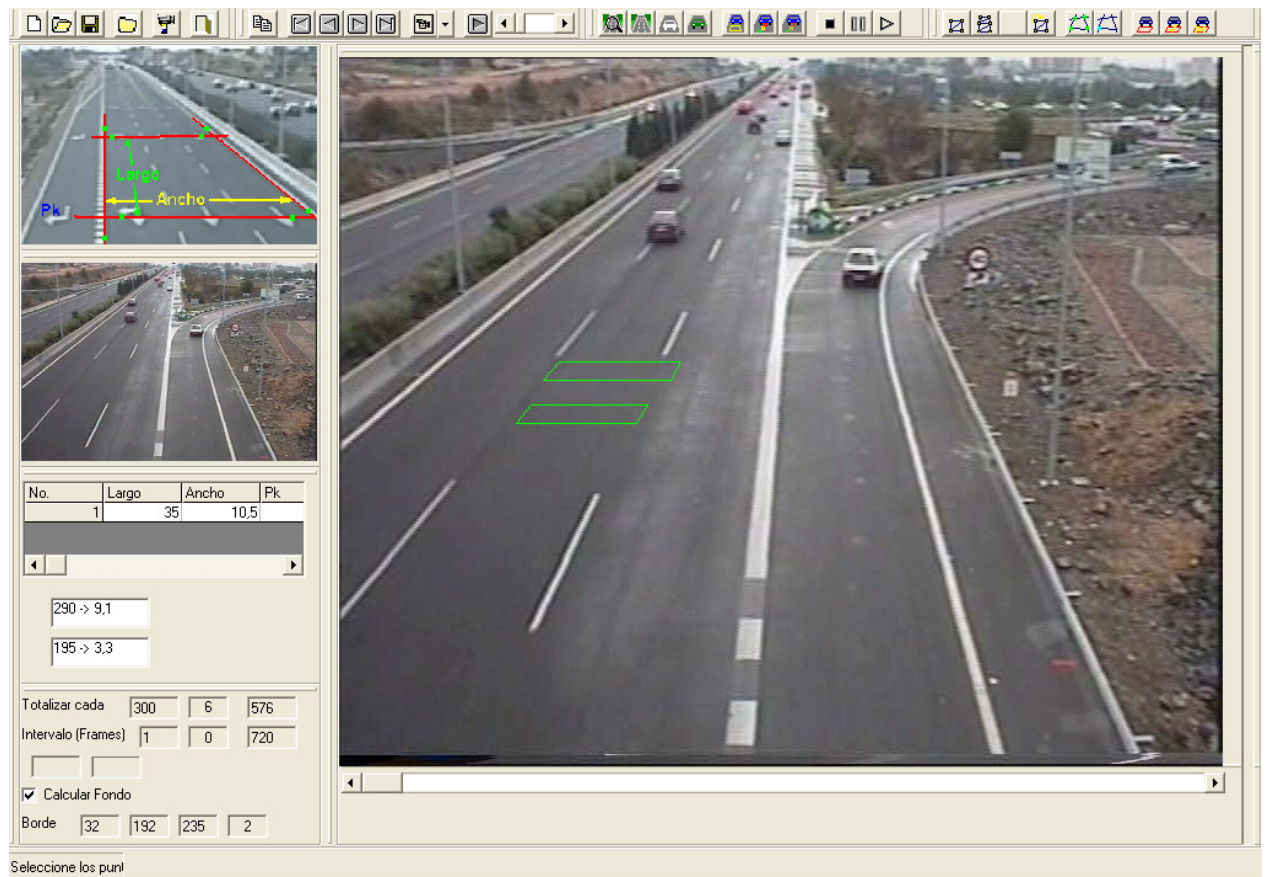 Largo
Ancho
Pk
No. Largo Ancho Pk
1 35 10,5
290 -> 9,1
195 -> 3,3
Totalizar cada 300 6 576
Intervalo (Frames) 1 0 720
Calcular Fondo
Borde 32 192 235 2
Seleccione los pun